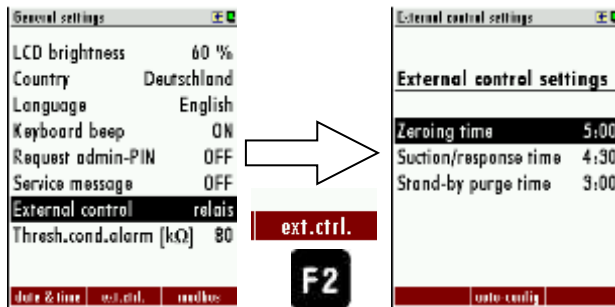 General settings
LCD brightness 60 %
Country Deutschland
Language English
Keyboard beep ON
Request admin-PIN OFF
Service message OFF
External control relais
Thresh.cond.alarm [kΩ] 80
date & time ext.ctrl. modbus
ext.ctrl.
F2
External control settings
External control settings
Zeroing time 5:00
Suction/response time 4:30
Stand-by purge time 3:00
auto-config